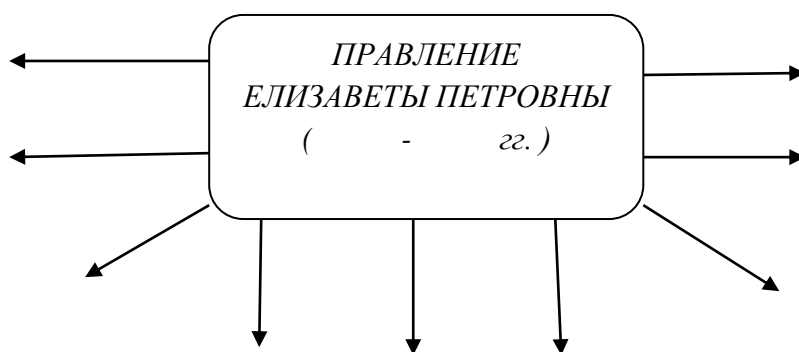 ПРАВЛЕНИЕ
ЕЛИЗАВЕТЫ ПЕТРОВНЫ
( - гг. )